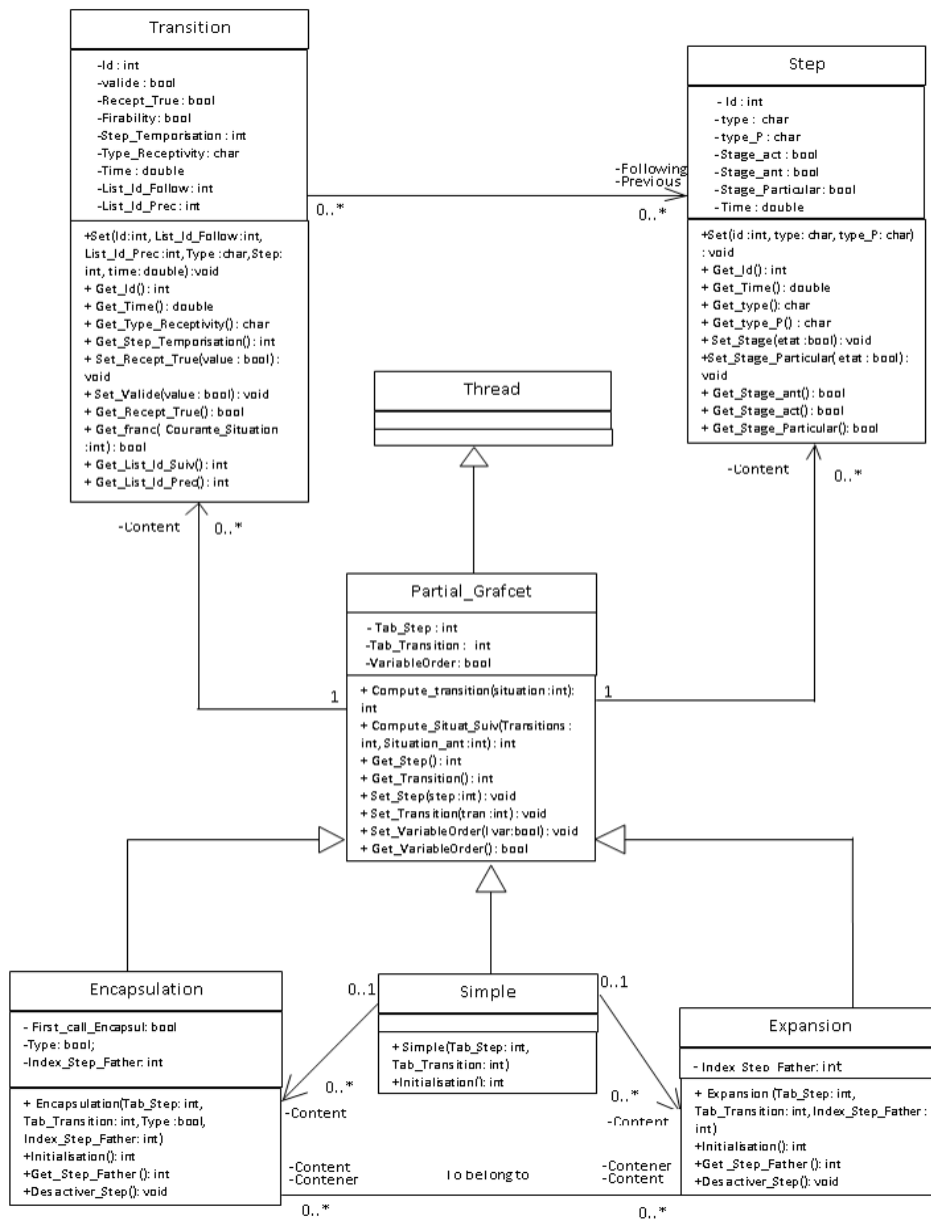 Transition
-Id : int
-valide : bool
-Recept_True : bool
-Firability : bool
-Step_Temporisation : int
-Type_Receptivity : char
-Time : double
-List_Id_Follow : int
-List_Id_Prec : int
+Set(Id :int, List_Id_Follow :int,
List_Id_Prec :int, Type :char, Step:
int, time: double) :void
+ Get_Id() : int
+ Get_Time() : double
+ Get_Type_Receptivity() : char
+ Get_Step_Temporisation() : int
+ Set_Recept_True(value : bool) :
void
+ Set_Valide(value : bool) : void
+ Get_Recept_True() : bool
+ Get_franc( Courante_Situation
:int) : bool
+ Get_List_Id_Suiv() : int
+ Get_List_Id_Prec() : int
Step
- Id : int
-type : char
-type_P : char
-Stage_act : bool
-Stage_ant : bool
-Stage_Particular : bool
-Time : double
+Set(id :int, type: char, type_P: char)
: void
+ Get_Id() : int
+ Get_Time() : double
+ Get_type() : char
+ Get_type_P() : char
+ Set_Stage(etat :bool) : void
+Set_Stage_Particular( etat : bool) :
void
+ Get_Stage_ant() : bool
+ Get_Stage_act() : bool
+ Get_Stage_Particular() : bool
-Following
-Previous
0..*
0..*
Thread
-Content
0..*
-Content
0..*
Partial_Grafcet
- Tab_Step : int
-Tab_Transition : int
-VariableOrder : bool
+ Compute_transition(situation :int):
int
+ Compute_Situat_Suiv(Transitions :
int, Situation_ant :int) : int
+ Get_Step() : int
+ Get_Transition() : int
+ Set_Step(step :int) : void
+ Set_Transition(tran :int) : void
+ Set_VariableOrder(l var:bool) : void
+ Get_VariableOrder() : bool
1
1
Encapsulation
- First_call_Encapsul: bool
-Type: bool;
-Index_Step_Father: int
+ Encapsulation(Tab_Step: int,
Tab_Transition: int, Type : bool,
Index_Step_Father: int)
+Initialisation(): int
+Get_Step_Father (): int
+Desactiver_Step(): void
0..1
Simple
+ Simple(Tab_Step: int,
Tab_Transition: int)
+Initialisation(): int
0..1
Expansion
- Index Step Father: int
+ Expansion (Tab_Step: int,
Tab_Transition: int, Index_Step_Father :
int)
+Initialisation(): int
+Get _Step_Father (): int
+Desactiver_Step(): void
0..*
-Content
0..*
-Content
-Content
-Contener
To belong to
-Contener
-Content
0..*
0..*